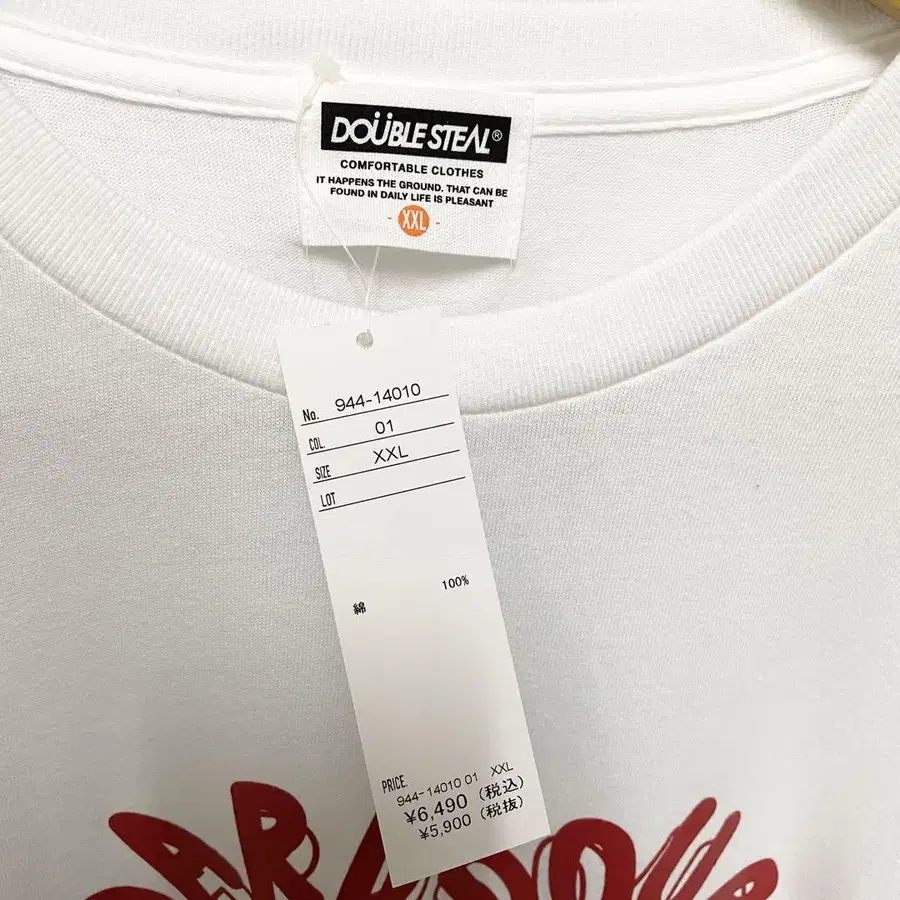 DOÜBLE STEAL®
COMFORTABLE CLOTHES
IT HAPPENS THE GROUND. THAT CAN BE
FOUND IN DAILY LIFE IS PLEASANT
- XXL -
No. 944-14010
COL. 01
SIZE XXL
LOT
綿 100%
PRICE.
944-14010 01 XXL
¥6,490 (税込)
¥5,900 (税抜)